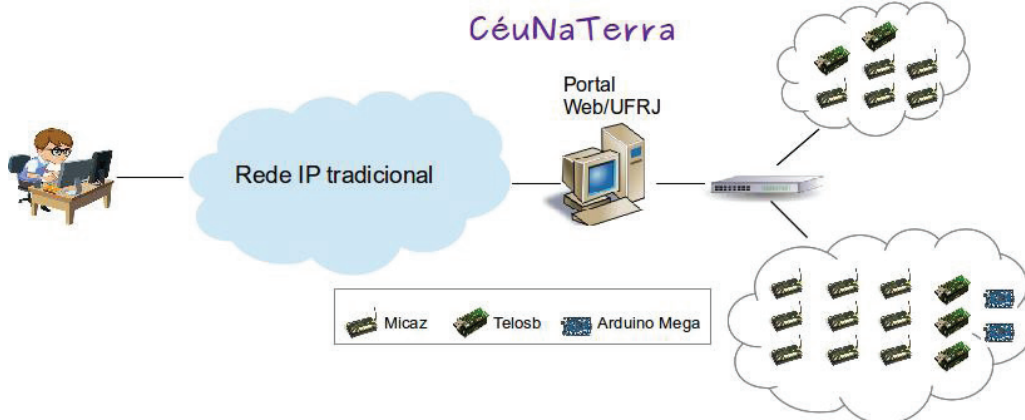 CéuNaTerra
Portal
Web/UFRJ
Rede IP tradicional
Micaz
Telosb
Arduino Mega